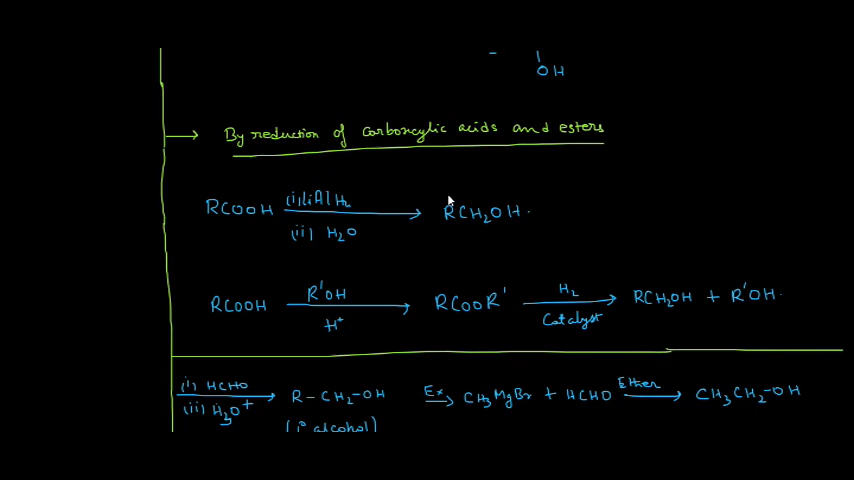 OH
By reduction of carboxcylic acids and esters
RCOOH (i) LiAlH4 (ii) H2O → RCH2OH.
RCOOH R'OH H+ → RCOOR' H2 Catalyst → RCH2OH + R'OH.
(i) HCHO (ii) H3O+ → R-CH2-OH Ex → CH3MgBr + HCHO Ether → CH3CH2-OH
(1° alcohol)